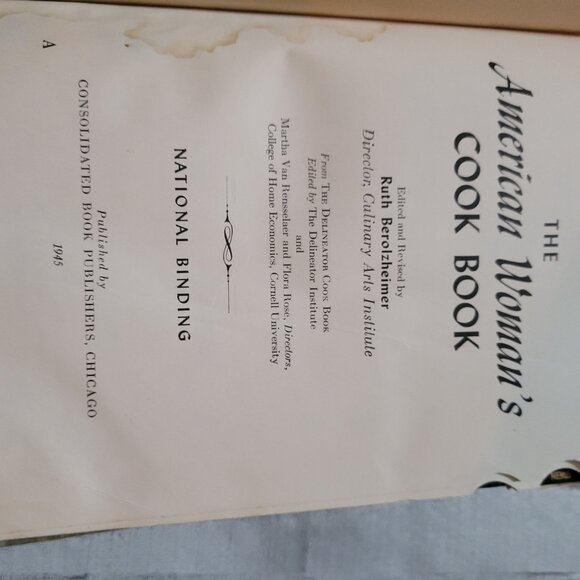 THE
American Woman's
COOK BOOK
Edited and Revised by
Ruth Berolzheimer
Director, Culinary Arts Institute
From THE DELINEATOR COOK BOOK
Edited by The Delineator Institute
and
Martha Van Rensselaer and Flora Rose, Directors,
College of Home Economics, Cornell University
NATIONAL BINDING
Published by
CONSOLIDATED BOOK PUBLISHERS, CHICAGO
1945
A